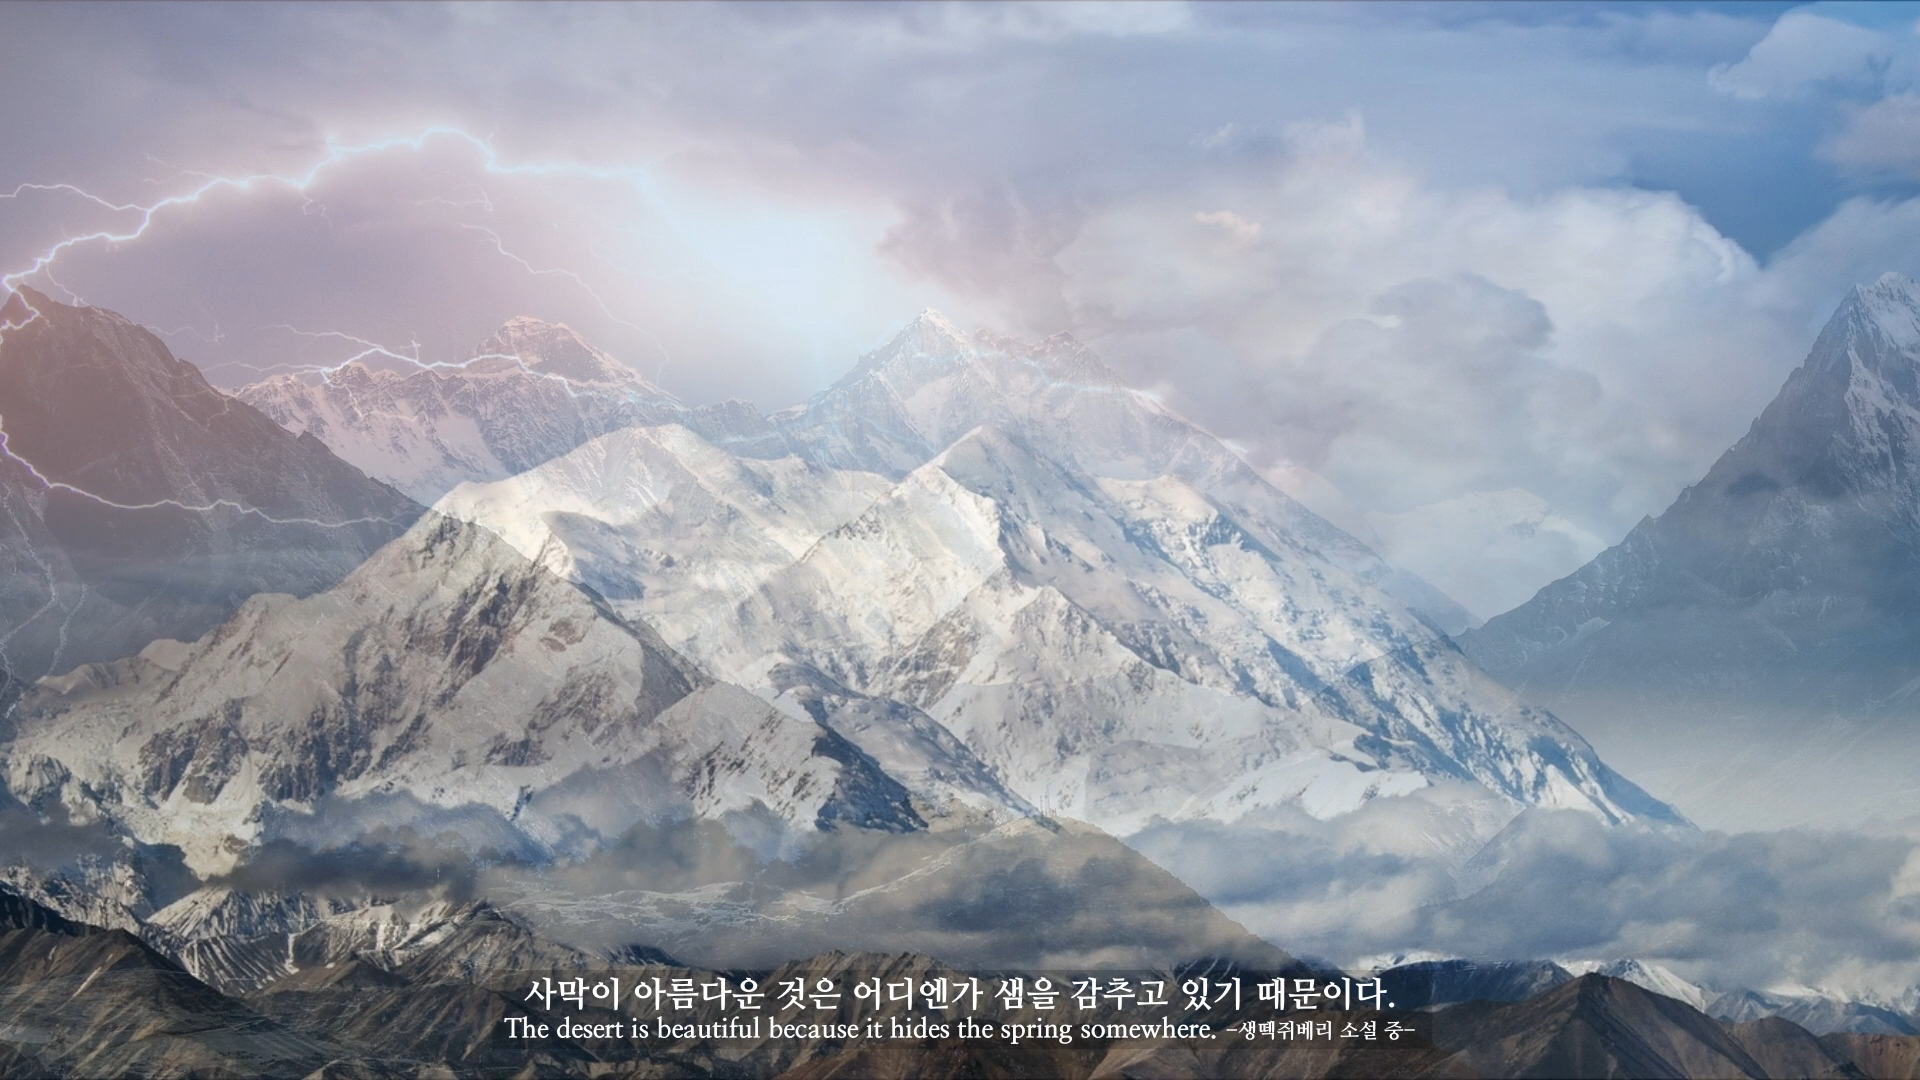 사막이 아름다운 것은 어디엔가 샘을 감추고 있기 때문이다.
The desert is beautiful because it hides the spring somewhere. -생떽쥐베리 소설 중-